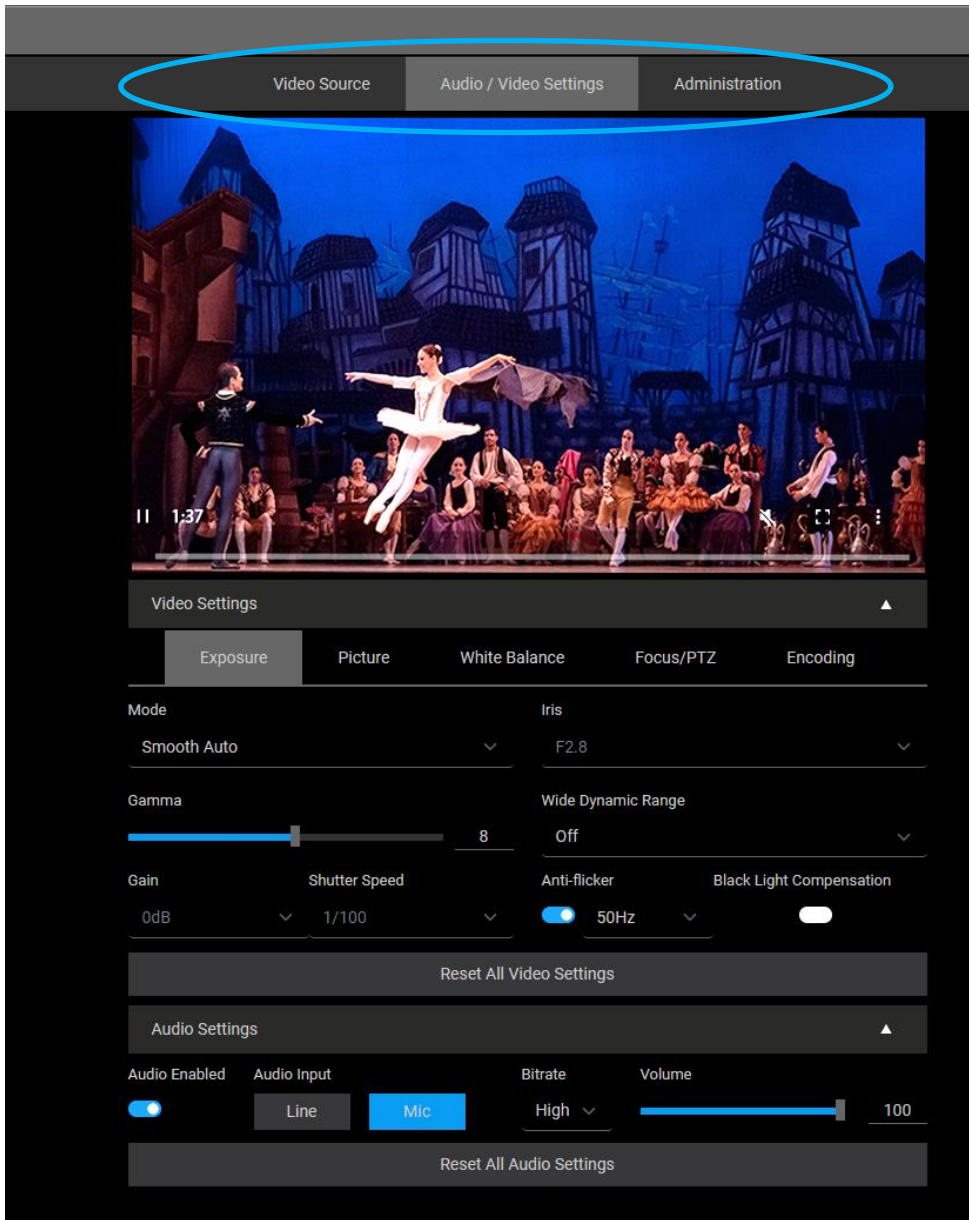 Video Source Audio / Video Settings Administration
1:37
Video Settings
Exposure Picture White Balance Focus/PTZ Encoding
Mode Iris
Smooth Auto F2.8
Gamma Wide Dynamic Range
8 Off
Gain Shutter Speed Anti-flicker Black Light Compensation
0dB 1/100 50Hz
Reset All Video Settings
Audio Settings
Audio Enabled Audio Input Bitrate Volume
Line Mic High 100
Reset All Audio Settings